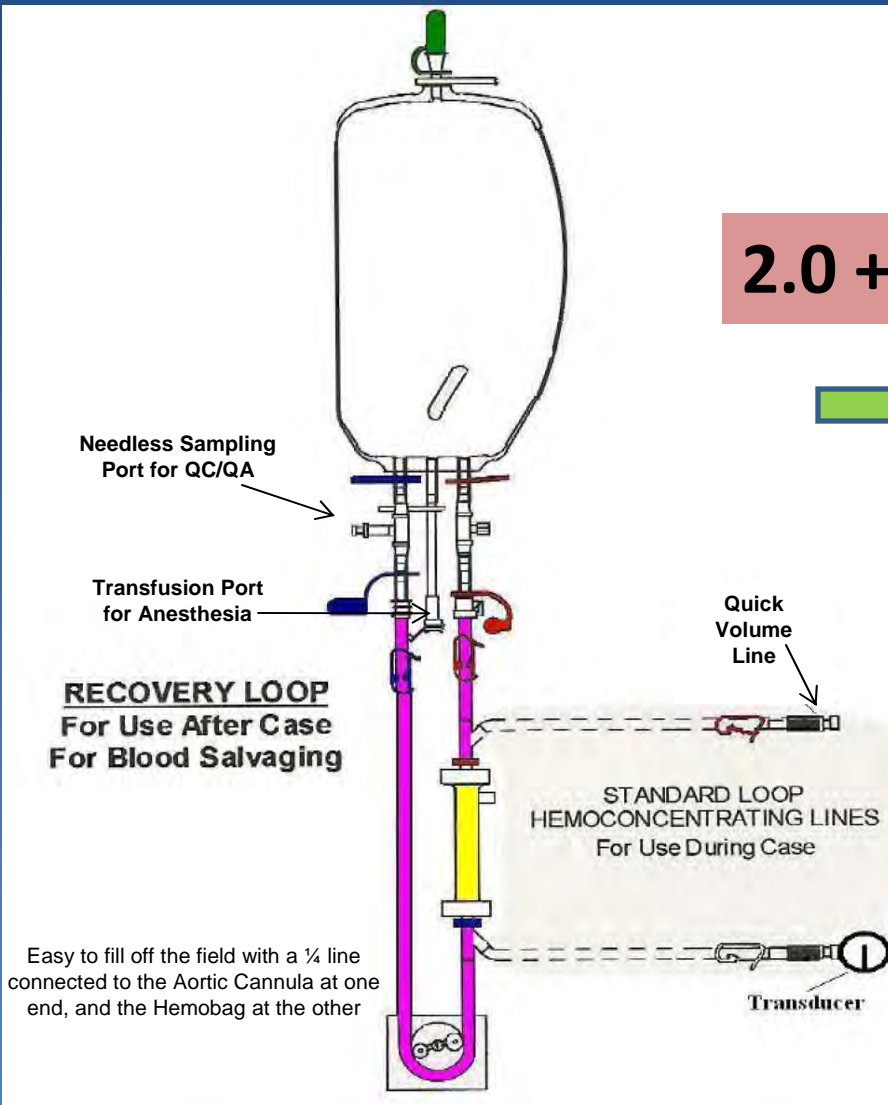 2.0 +
Needless Sampling
Port for QC/QA
Transfusion Port
for Anesthesia
Quick
Volume
Line
RECOVERY LOOP
For Use After Case
For Blood Salvaging
STANDARD LOOP
HEMOCONCENTRATING LINES
For Use During Case
Easy to fill off the field with a ¼ line
connected to the Aortic Cannula at one
end, and the Hemobag at the other
Transducer